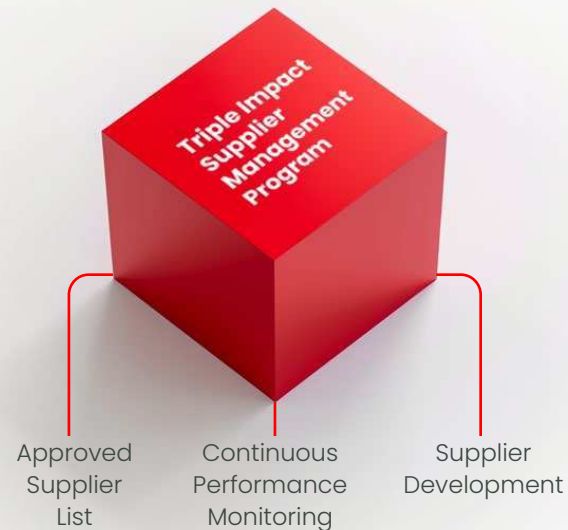 Triple Impact
Supplier
Management
Program
Approved
Supplier
List
Continuous
Performance
Monitoring
Supplier
Development